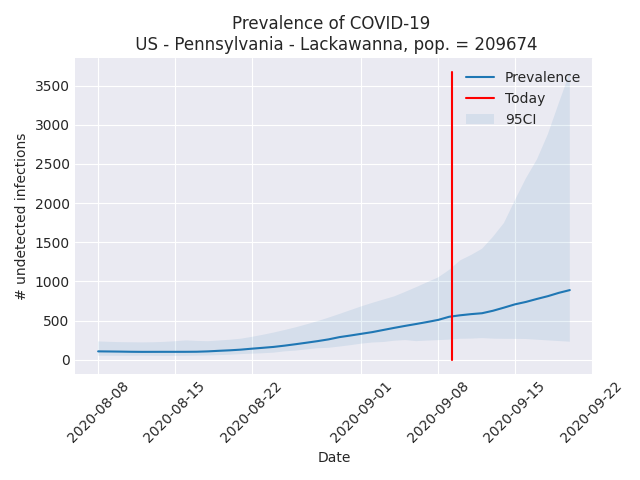 Prevalence of COVID-19
US - Pennsylvania - Lackawanna, pop. = 209674
Prevalence
Today
95CI
3500
3000
2500
2000
1500
1000
500
0
# undetected infections
2020-08-08
2020-08-15
2020-08-22
2020-09-01
2020-09-08
2020-09-15
2020-09-22
Date